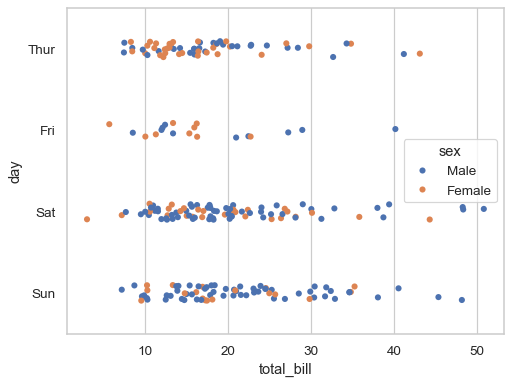 Thur
Fri
Sat
Sun
day
sex
Male
Female
10 20 30 40 50
total_bill